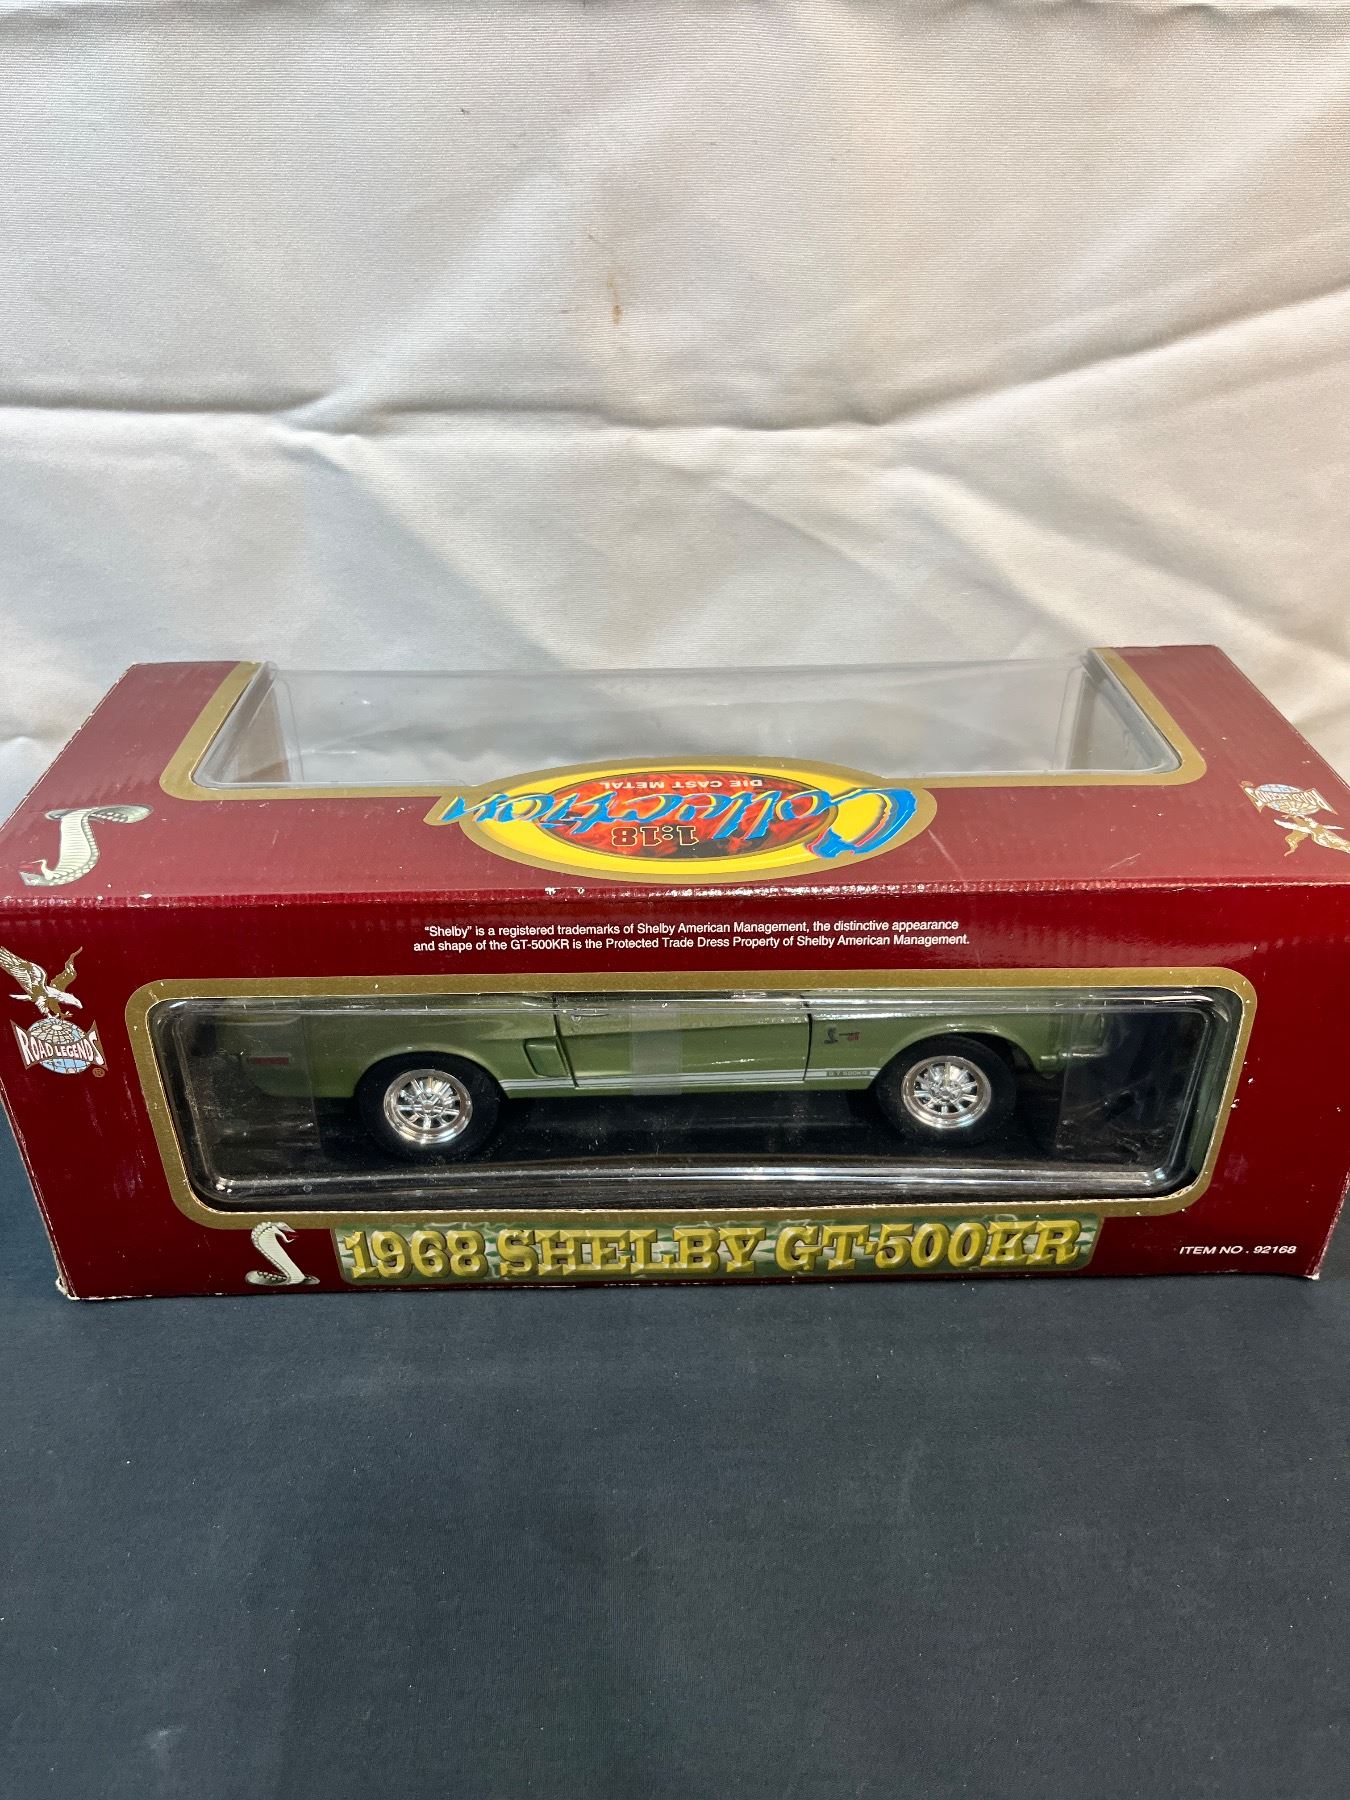 DIE CAST METAL
Collection
1:18
ROAD LEGENDS
"Shelby" is a registered trademarks of Shelby American Management, the distinctive appearance
and shape of the GT-500KR is the Protected Trade Dress Property of Shelby American Management.
ROAD LEGENDS ®
G.T. 500KR
1968 SHELBY GT-500KR
ITEM NO . 92168